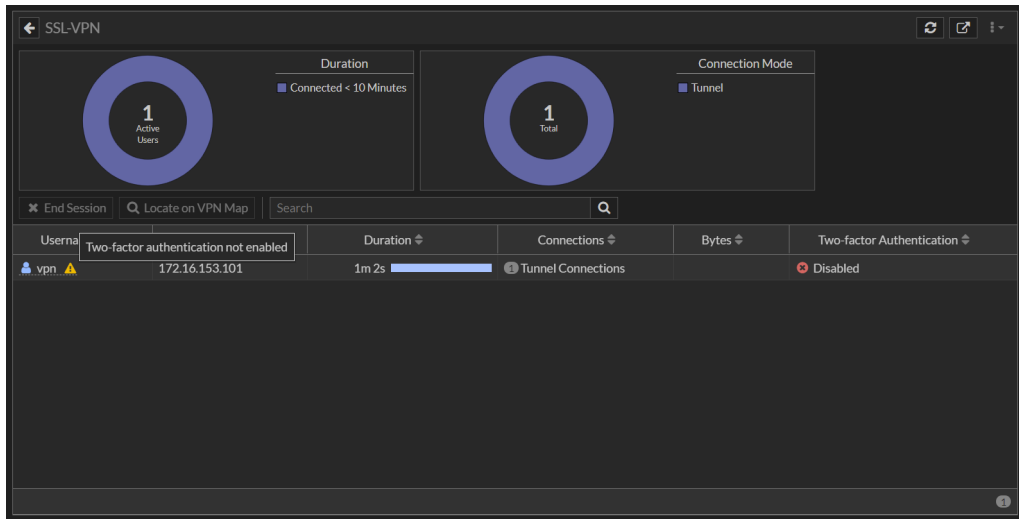 SSL-VPN
Duration
Connected < 10 Minutes
1
Active
Users
Connection Mode
Tunnel
1
Total
End Session
Locate on VPN Map
Search
Userna
Two-factor authentication not enabled
Duration
Connections
Bytes
Two-factor Authentication
vpn
172.16.153.101
1m 2s
1 Tunnel Connections
Disabled
1